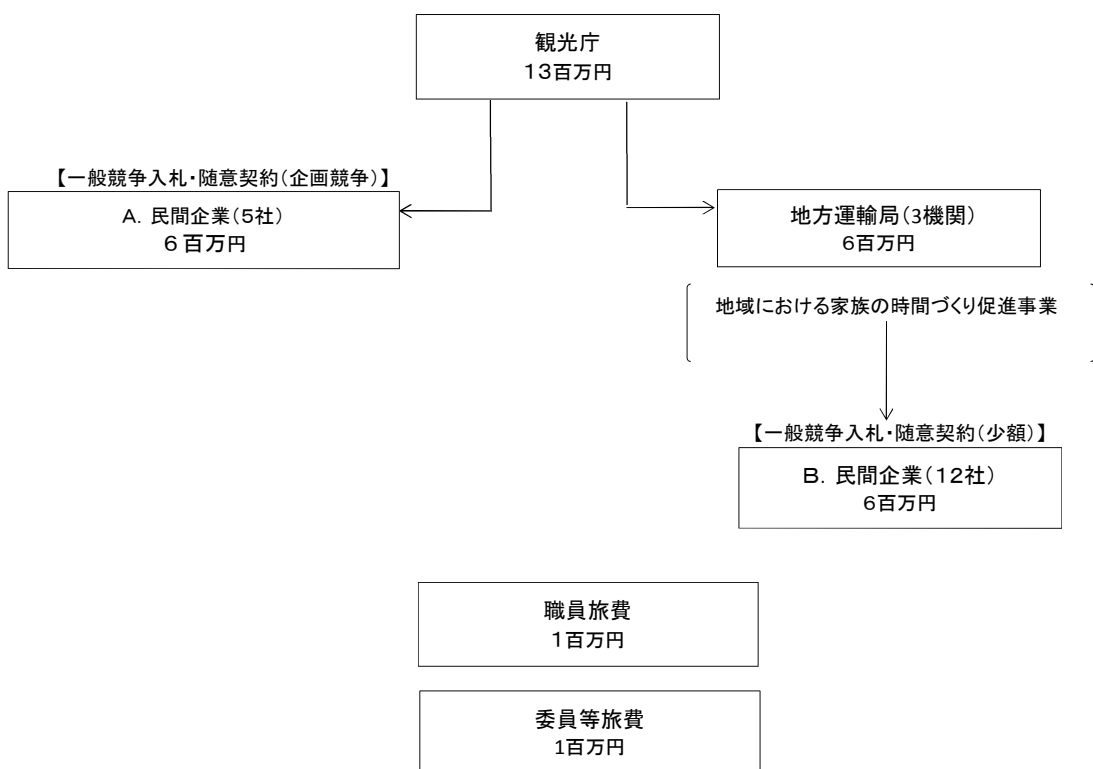 観光庁
13百万円
【一般競争入札・随意契約(企画競争)】
A. 民間企業(5社)
6百万円
地方運輸局(3機関)
6百万円
地域における家族の時間づくり促進事業
【一般競争入札・随意契約(少額)】
B. 民間企業(12社)
6百万円
職員旅費
1百万円
委員等旅費
1百万円